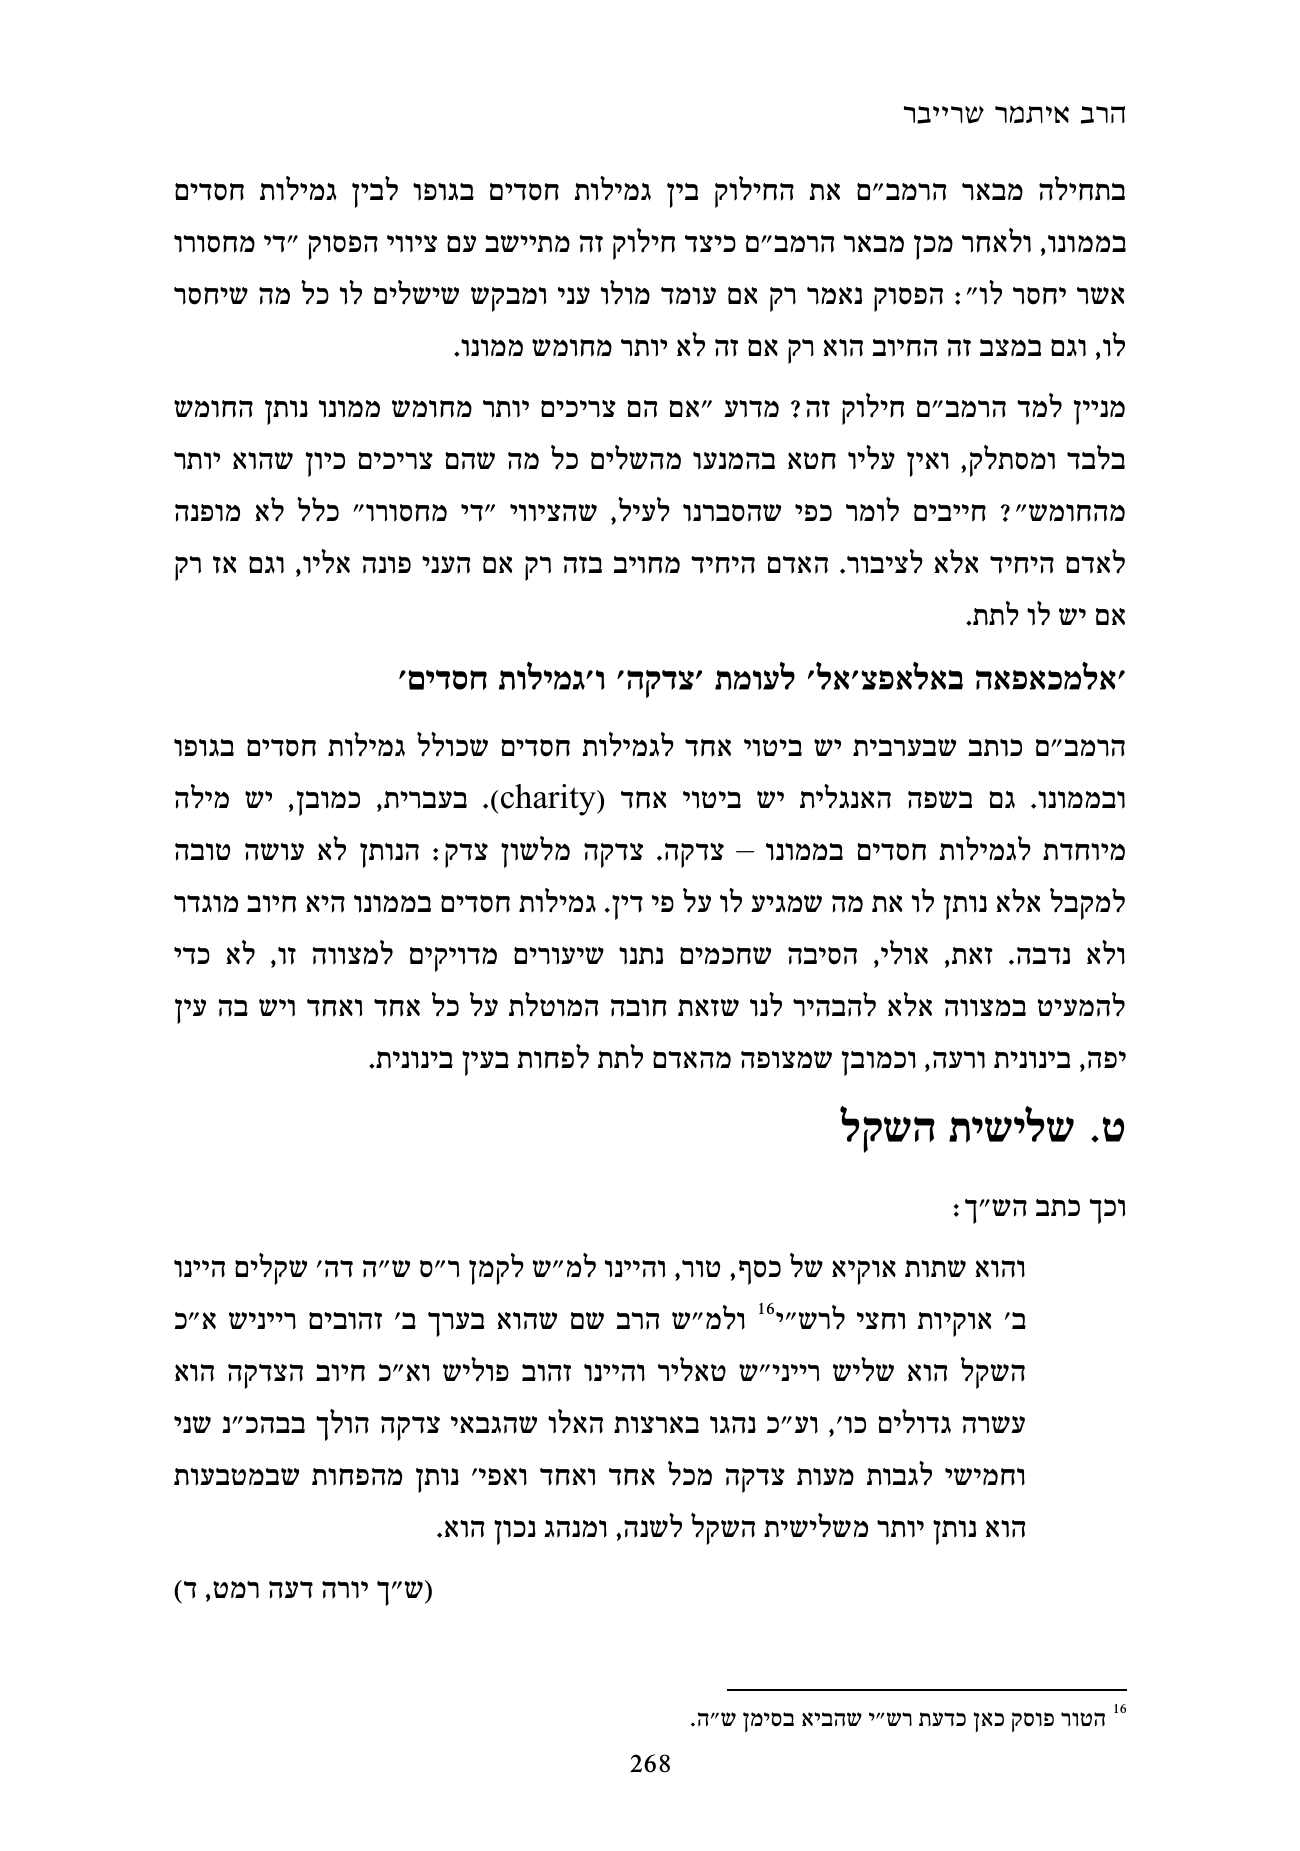 הרב איתמר שרייבר
בתחילה מבאר הרמב״ם את החילוק בין גמילות חסדים בגופו לבין גמילות חסדים
בממונו, ולאחר מכן מבאר הרמב״ם כיצד חילוק זה מתיישב עם ציווי הפסוק ״די מחסורו
אשר יחסר לו״: הפסוק נאמר רק אם עומד מולו עני ומבקש שישלים לו כל מה שיחסר
לו, וגם במצב זה החיוב הוא רק אם זה לא יותר מחומש ממונו.
מניין למד הרמב״ם חילוק זה? מדוע ״אם הם צריכים יותר מחומש ממונו נותן החומש
בלבד ומסתלק, ואין עליו חטא בהמנעו מהשלים כל מה שהם צריכים כיון שהוא יותר
מהחומש״? חייבים לומר כפי שהסברנו לעיל, שהציווי ״די מחסורו״ כלל לא מופנה
לאדם היחיד אלא לציבור. האדם היחיד מחויב בזה רק אם העני פונה אליו, וגם אז רק
אם יש לו לתת.
׳אלמכאפאה באלאפצ׳אל׳ לעומת ׳צדקה׳ ו׳גמילות חסדים׳
הרמב״ם כותב שבערבית יש ביטוי אחד לגמילות חסדים שכולל גמילות חסדים בגופו
ובממונו. גם בשפה האנגלית יש ביטוי אחד (charity). בעברית, כמובן, יש מילה
מיוחדת לגמילות חסדים בממונו – צדקה. צדקה מלשון צדק: הנותן לא עושה טובה
למקבל אלא נותן לו את מה שמגיע לו על פי דין. גמילות חסדים בממונו היא חיוב מוגדר
ולא נדבה. זאת, אולי, הסיבה שחכמים נתנו שיעורים מדויקים למצווה זו, לא כדי
להמעיט במצווה אלא להבהיר לנו שזאת חובה המוטלת על כל אחד ואחד ויש בה עין
יפה, בינונית ורעה, וכמובן שמצופה מהאדם לתת לפחות בעין בינונית.
ט. שלישית השקל
וכך כתב הש״ך:
והוא שתות אוקיא של כסף, טור, והיינו למ״ש לקמן ר״ס ש״ה דה׳ שקלים היינו
ב׳ אוקיות וחצי לרש״י16 ולמ״ש הרב שם שהוא בערך ב׳ זהובים רייניש א״כ
השקל הוא שליש רייני״ש טאליר והיינו זהוב פוליש וא״כ חיוב הצדקה הוא
עשרה גדולים כו׳, וע״כ נהגו בארצות האלו שהגבאי צדקה הולך בבהכ״נ שני
וחמישי לגבות מעות צדקה מכל אחד ואחד ואפי׳ נותן מהפחות שבמטבעות
הוא נותן יותר משלישית השקל לשנה, ומנהג נכון הוא.
(ש״ך יורה דעה רמט, ד)
16 הטור פוסק כאן כדעת רש״י שהביא בסימן ש״ה.
268